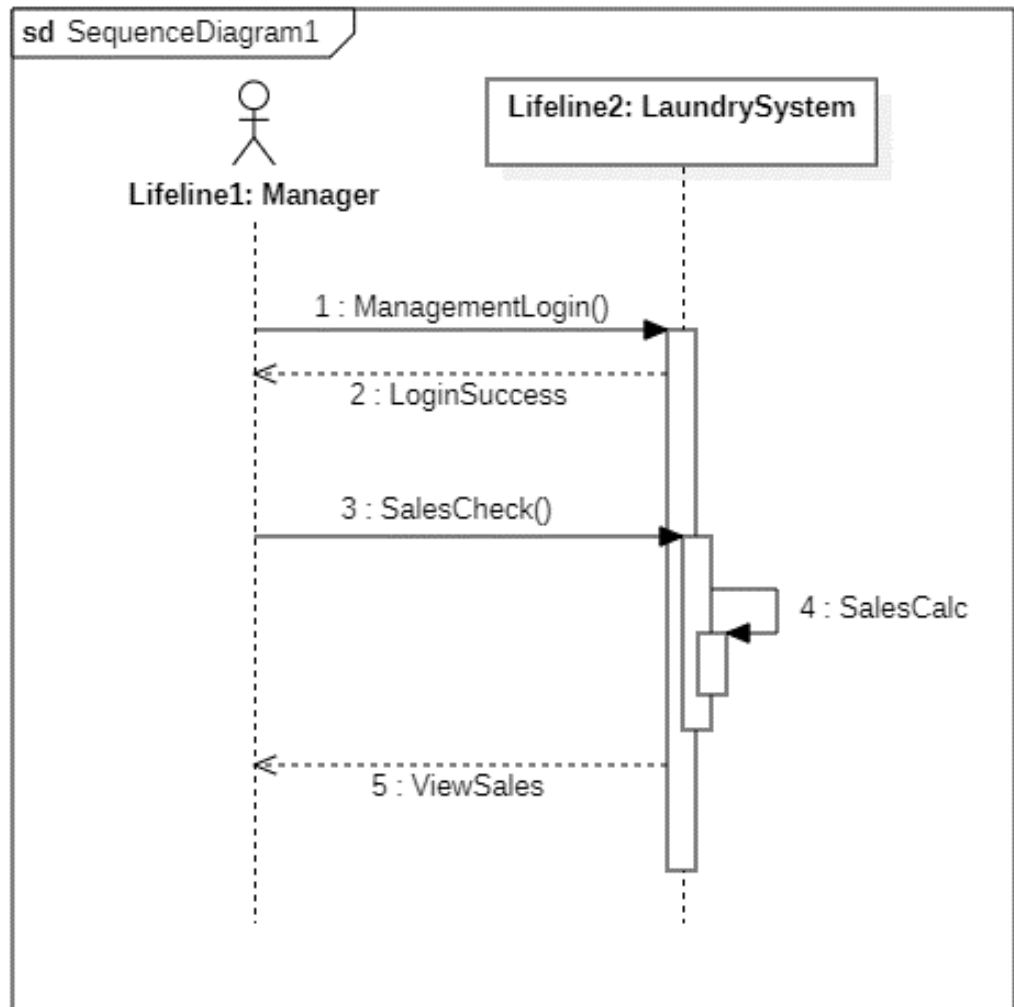 sd SequenceDiagram1
Lifeline2: LaundrySystem
Lifeline1: Manager
1 : ManagementLogin()
2 : LoginSuccess
3 : SalesCheck()
4 : SalesCalc
5 : ViewSales